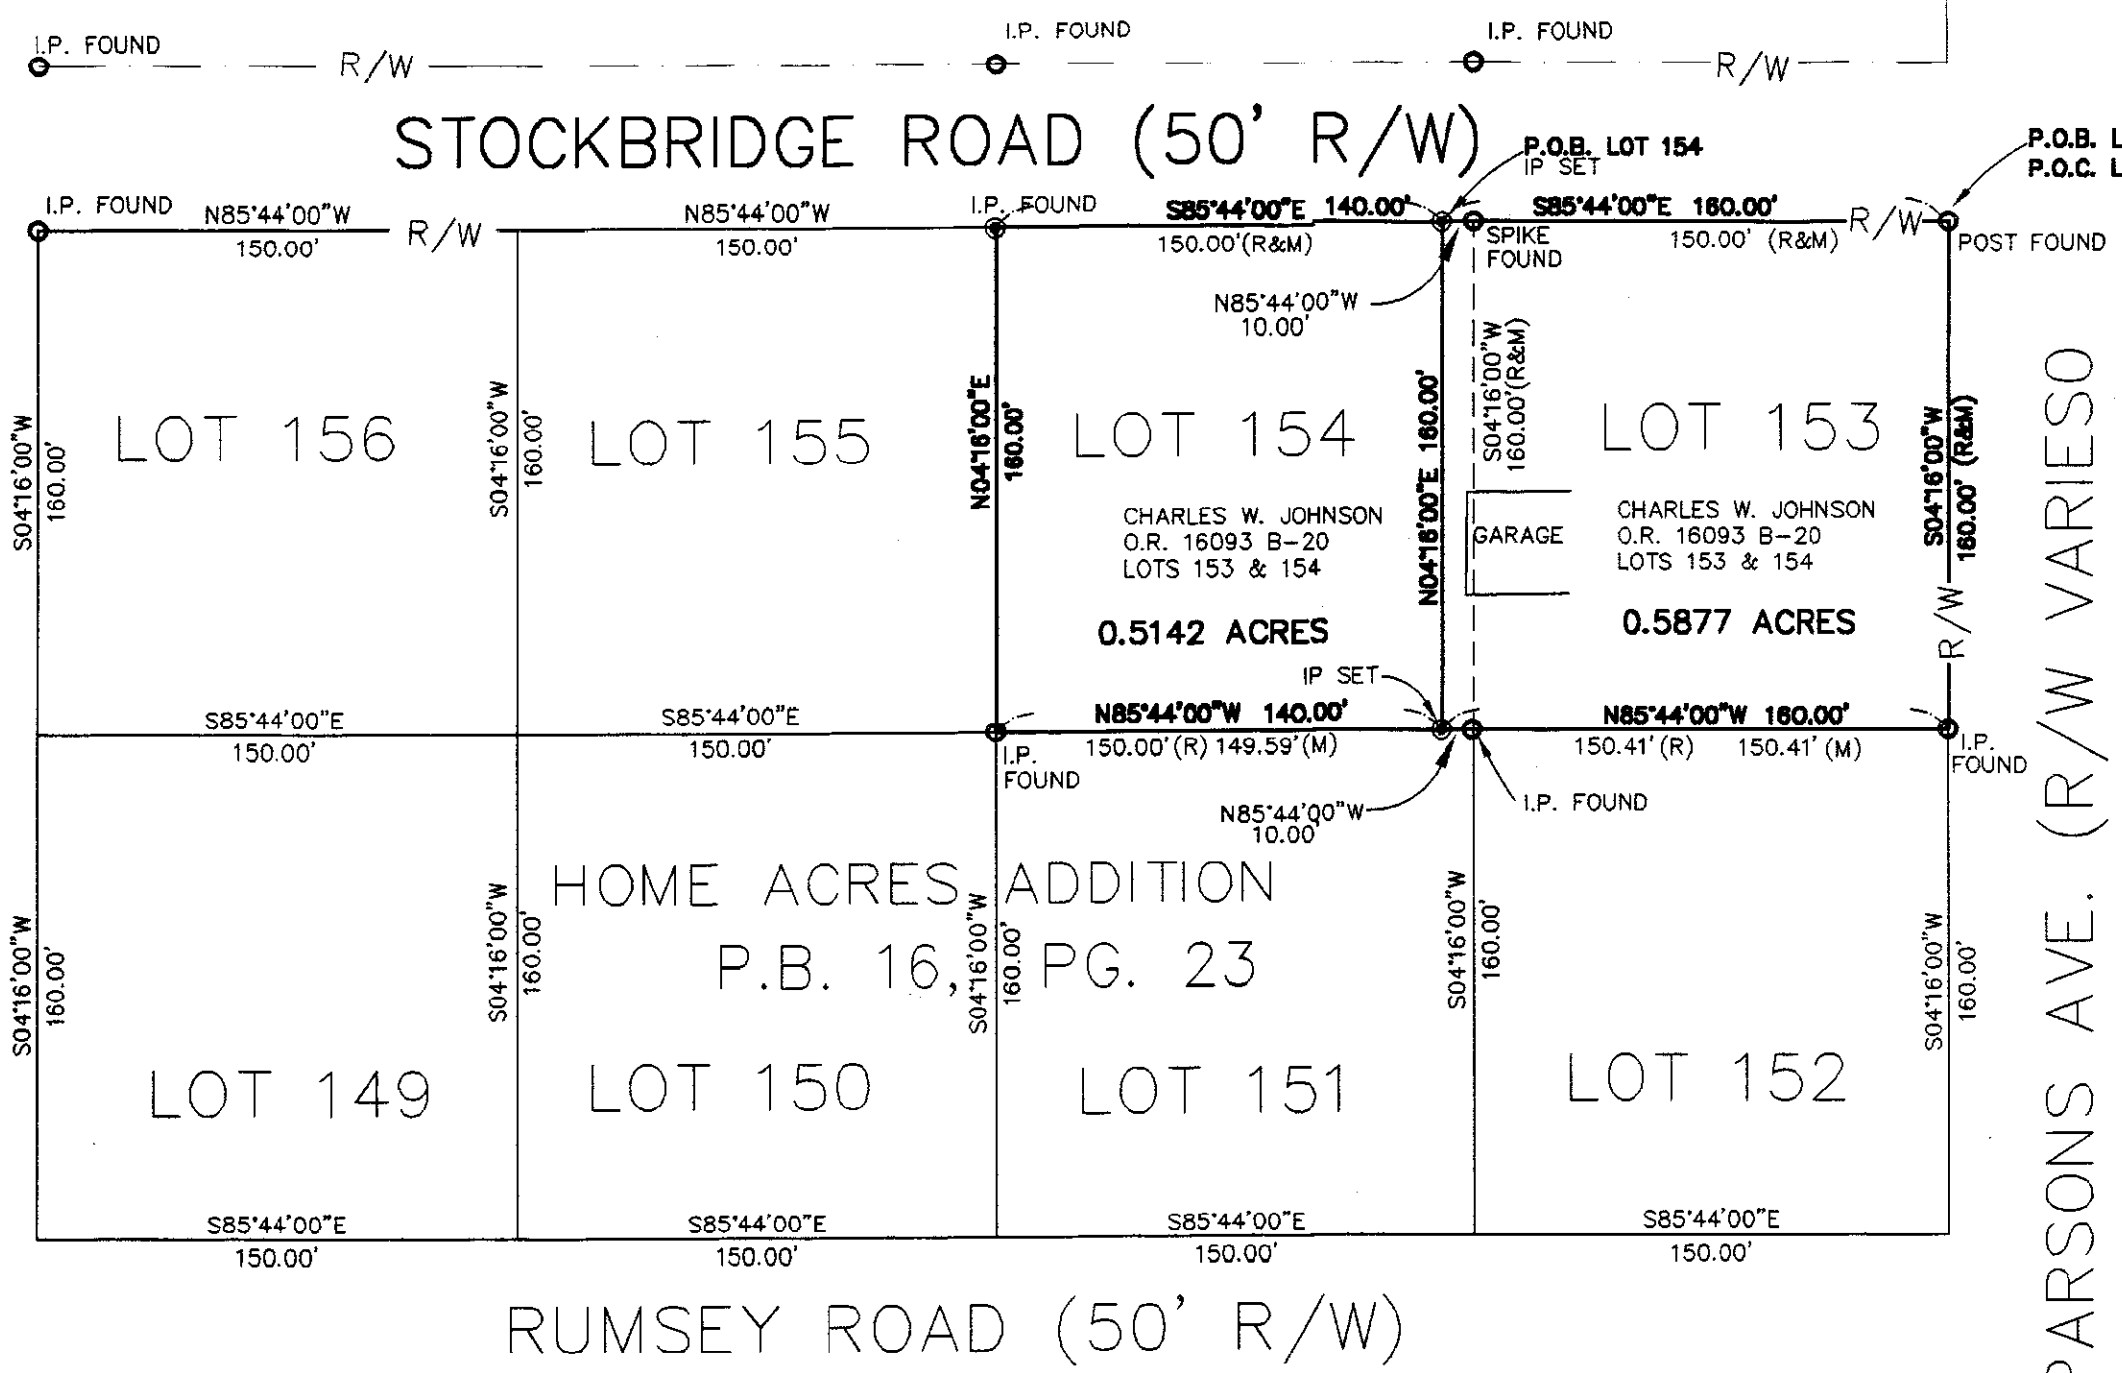 I.P. FOUND
I.P. FOUND
I.P. FOUND
R/W
R/W
STOCKBRIDGE ROAD (50' R/W)
P.O.B. LOT 154
IP SET
P.O.B. L
P.O.C. L
I.P. FOUND
N85°44'00"W
150.00'
R/W
N85°44'00"W
150.00'
I.P. FOUND
S85°44'00"E 140.00'
150.00'(R&M)
SPIKE
FOUND
S85°44'00"E 160.00'
150.00' (R&M)
R/W
POST FOUND
N85°44'00"W
10.00'
S04°16'00"W
160.00'
LOT 156
S04°16'00"W
160.00'
LOT 155
N04°16'00"E
160.00'
LOT 154
CHARLES W. JOHNSON
O.R. 16093 B-20
LOTS 153 & 154
0.5142 ACRES
N04°16'00"E 160.00'
S04°16'00"W
160.00'(R&M)
GARAGE
LOT 153
CHARLES W. JOHNSON
O.R. 16093 B-20
LOTS 153 & 154
0.5877 ACRES
S04°16'00"W
160.00' (R&M)
R/W
IP SET
S85°44'00"E
150.00'
S85°44'00"E
150.00'
N85°44'00"W 140.00'
150.00'(R) 149.59'(M)
I.P.
FOUND
N85°44'00"W 160.00'
150.41'(R) 150.41'(M)
I.P.
FOUND
N85°44'00"W
10.00'
I.P. FOUND
HOME ACRES ADDITION
P.B. 16, PG. 23
S04°16'00"W
160.00'
S04°16'00"W
160.00'
S04°16'00"W
160.00'
S04°16'00"W
160.00'
S04°16'00"W
160.00'
LOT 149
LOT 150
LOT 151
LOT 152
S85°44'00"E
150.00'
S85°44'00"E
150.00'
S85°44'00"E
150.00'
S85°44'00"E
150.00'
RUMSEY ROAD (50' R/W)
PARSONS AVE. (R/W VARIES0